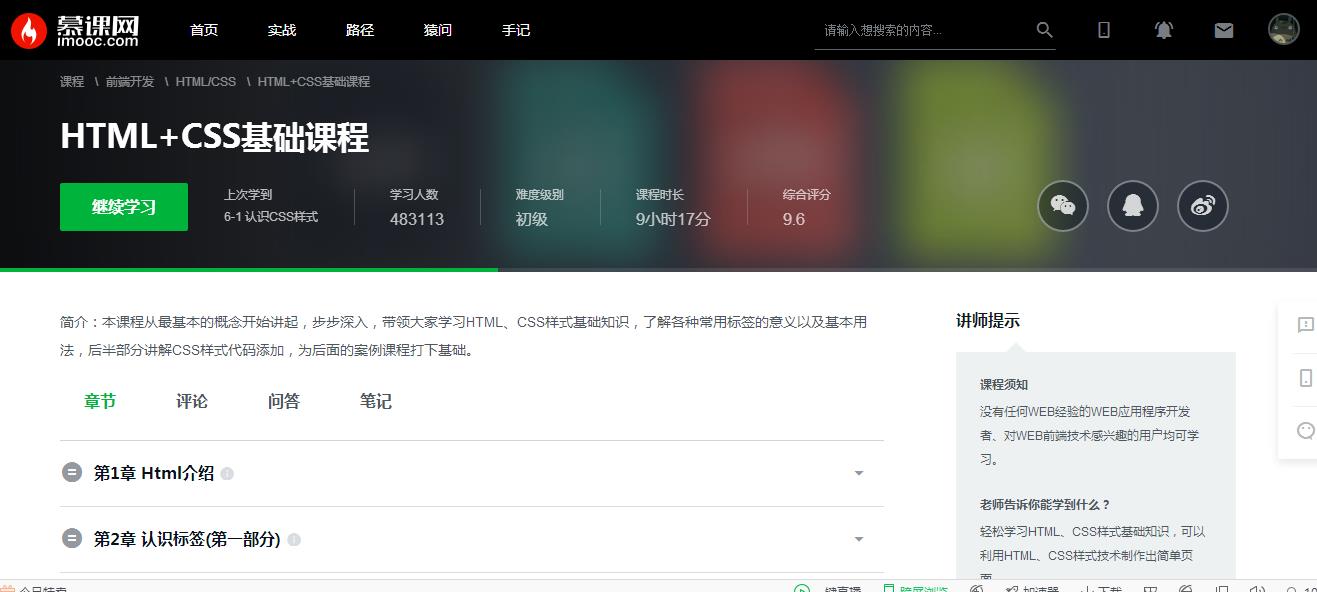 慕课网
imooc.com
首页
实战
路径
猿问
手记
请输入想搜索的内容...
课程 \ 前端开发 \ HTML/CSS \ HTML+CSS基础课程
HTML+CSS基础课程
继续学习
上次学到
6-1 认识CSS样式
学习人数
483113
难度级别
初级
课程时长
9小时17分
综合评分
9.6
简介：本课程从最基本的概念开始讲起，步步深入，带领大家学习HTML、CSS样式基础知识，了解各种常用标签的意义以及基本用
法，后半部分讲解CSS样式代码添加，为后面的案例课程打下基础。
章节
评论
问答
笔记
第1章 Html介绍
第2章 认识标签(第一部分)
讲师提示
课程须知
没有任何WEB经验的WEB应用程序开发
者、对WEB前端技术感兴趣的用户均可学
习。
老师告诉你能学到什么？
轻松学习HTML、CSS样式基础知识，可以
利用HTML、CSS样式技术制作出简单页
面
今日特卖
一键直播
跨屏浏览
加速器
下载